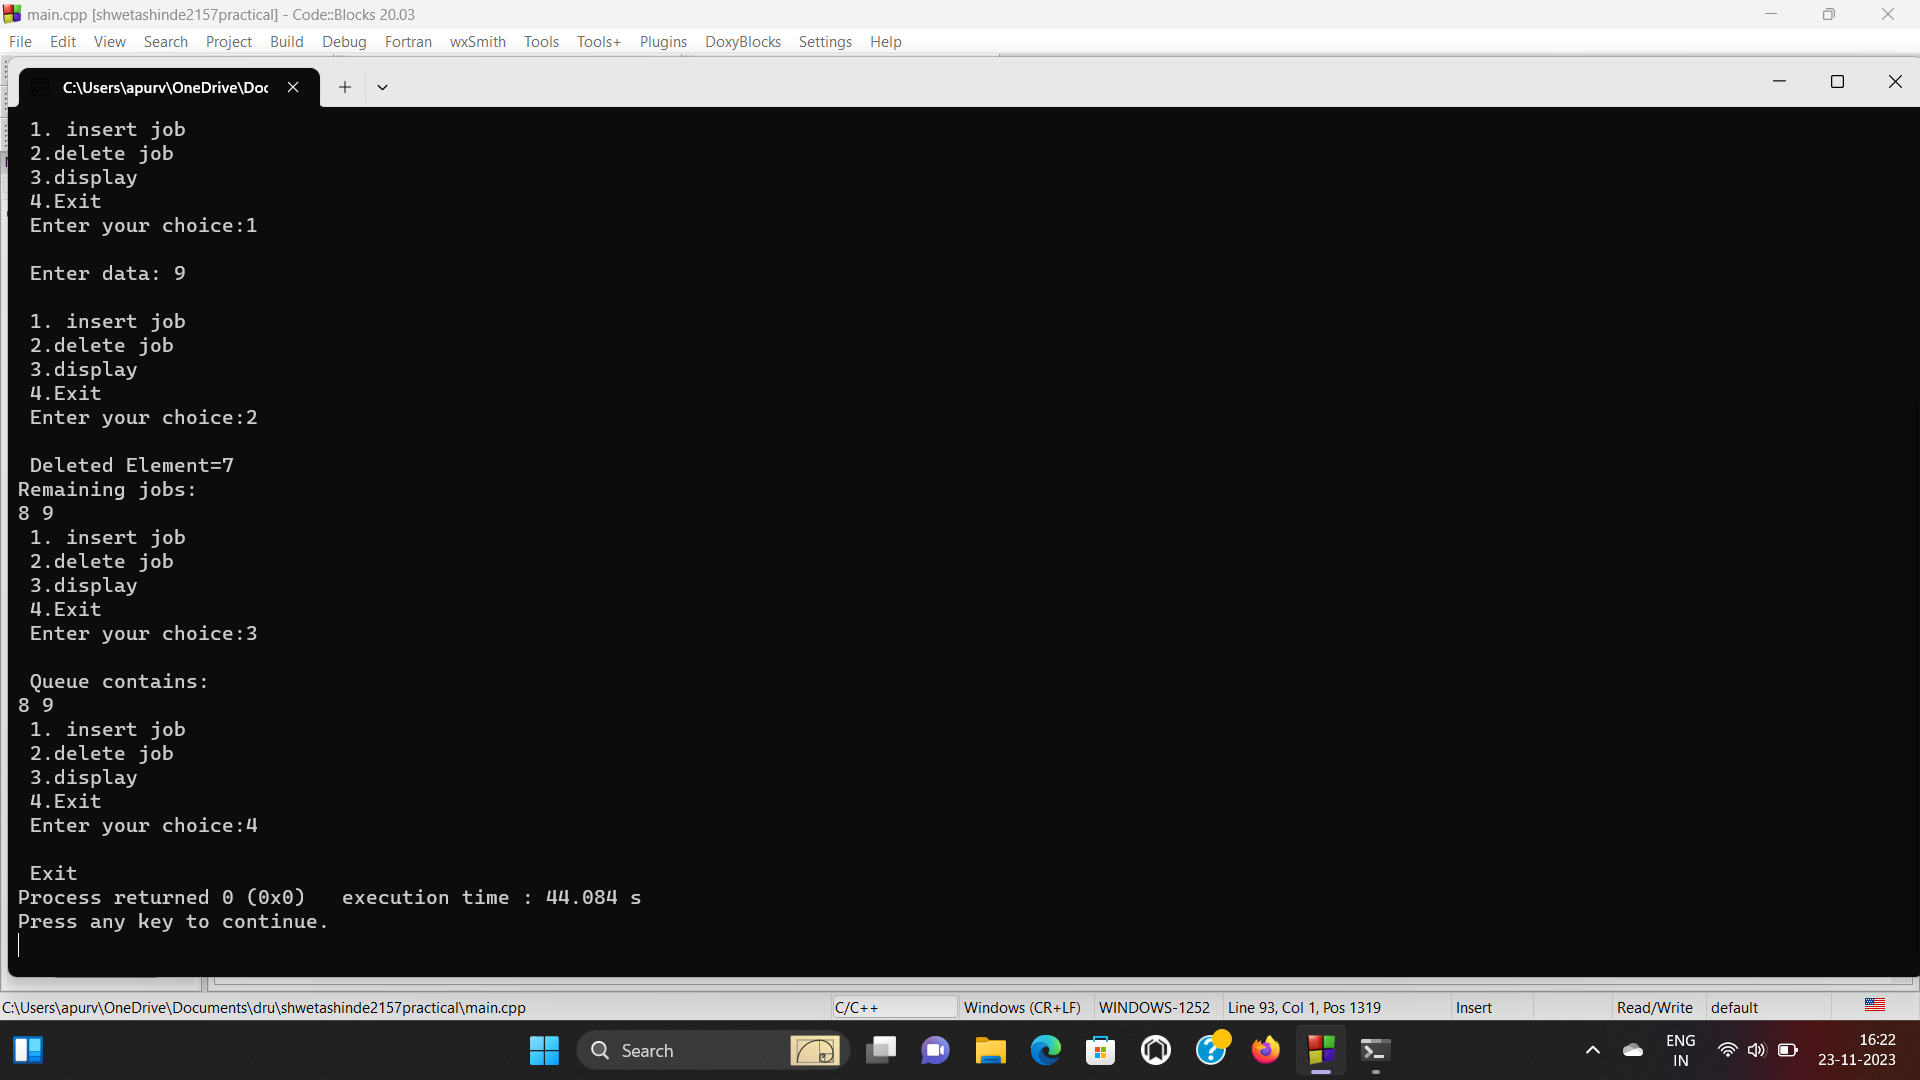 main.cpp [shwetashinde2157practical] - Code::Blocks 20.03
File Edit View Search Project Build Debug Fortran wxSmith Tools Tools+ Plugins DoxyBlocks Settings Help
C:\Users\apurv\OneDrive\Doc
1. insert job
2.delete job
3.display
4.Exit
Enter your choice:1
Enter data: 9
1. insert job
2.delete job
3.display
4.Exit
Enter your choice:2
Deleted Element=7
Remaining jobs:
8 9
1. insert job
2.delete job
3.display
4.Exit
Enter your choice:3
Queue contains:
8 9
1. insert job
2.delete job
3.display
4.Exit
Enter your choice:4
Exit
Process returned 0 (0x0)   execution time : 44.084 s
Press any key to continue.
C:\Users\apurv\OneDrive\Documents\dru\shwetashinde2157practical\main.cpp C/C++ Windows (CR+LF) WINDOWS-1252 Line 93, Col 1, Pos 1319 Insert Read/Write default
Search
ENG
IN
16:22
23-11-2023